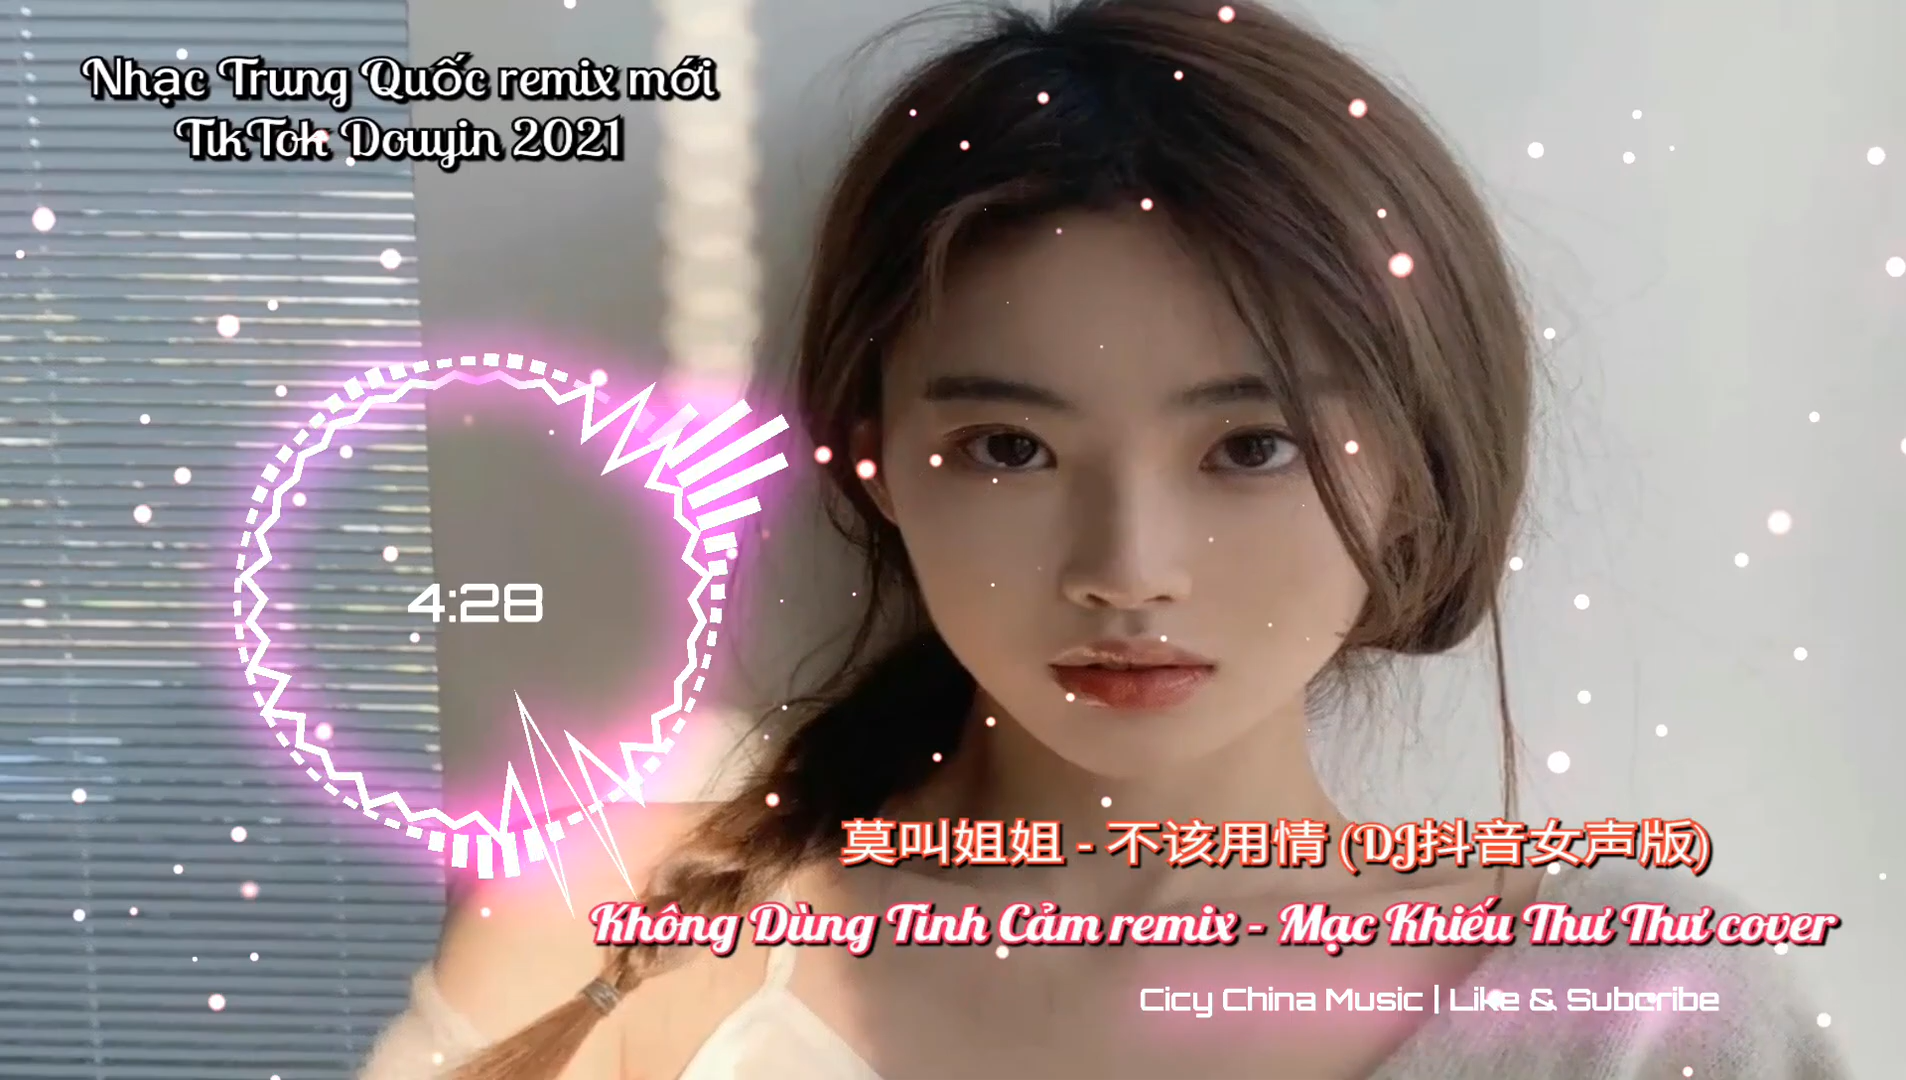 Nhạc Trung Quốc remix mới
TikTok Douyin 2021
4:28
莫叫姐姐 - 不该用情 (DJ抖音女声版)
Không Dùng Tình Cảm remix - Mạc Khiếu Thư Thư cover
Cicy China Music | Like & Subcribe